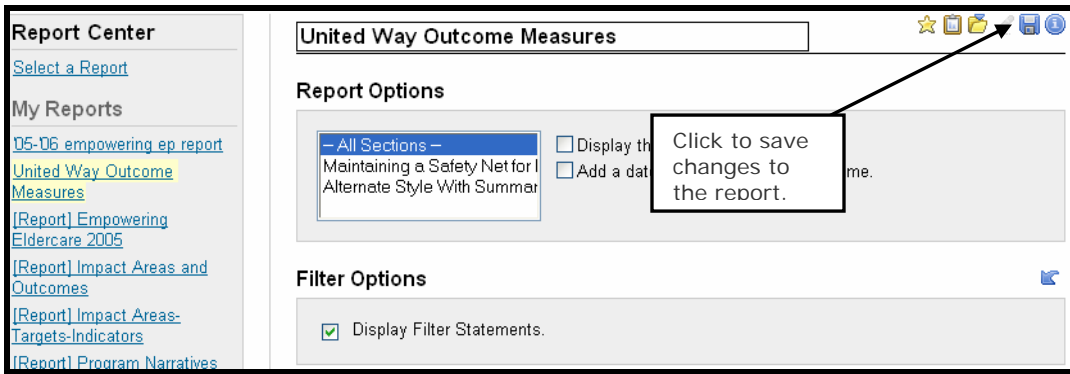 Report Center
Select a Report
My Reports
'05-'06 empowering ep report
United Way Outcome
Measures
[Report] Empowering
Eldercare 2005
[Report] Impact Areas and
Outcomes
[Report] Impact Areas-
Targets-Indicators
[Report] Program Narratives
United Way Outcome Measures
Report Options
– All Sections –
Maintaining a Safety Net for
Alternate Style With Summar
Display th
Add a dat me.
Click to save
changes to
the report.
Filter Options
Display Filter Statements.